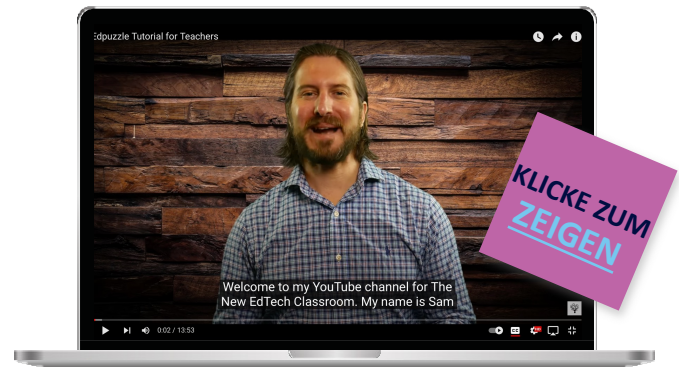 Edpuzzle Tutorial for Teachers
KLICKE ZUM
ZEIGEN
Welcome to my YouTube channel for The
New EdTech Classroom. My name is Sam
0:02 / 13:53
CC